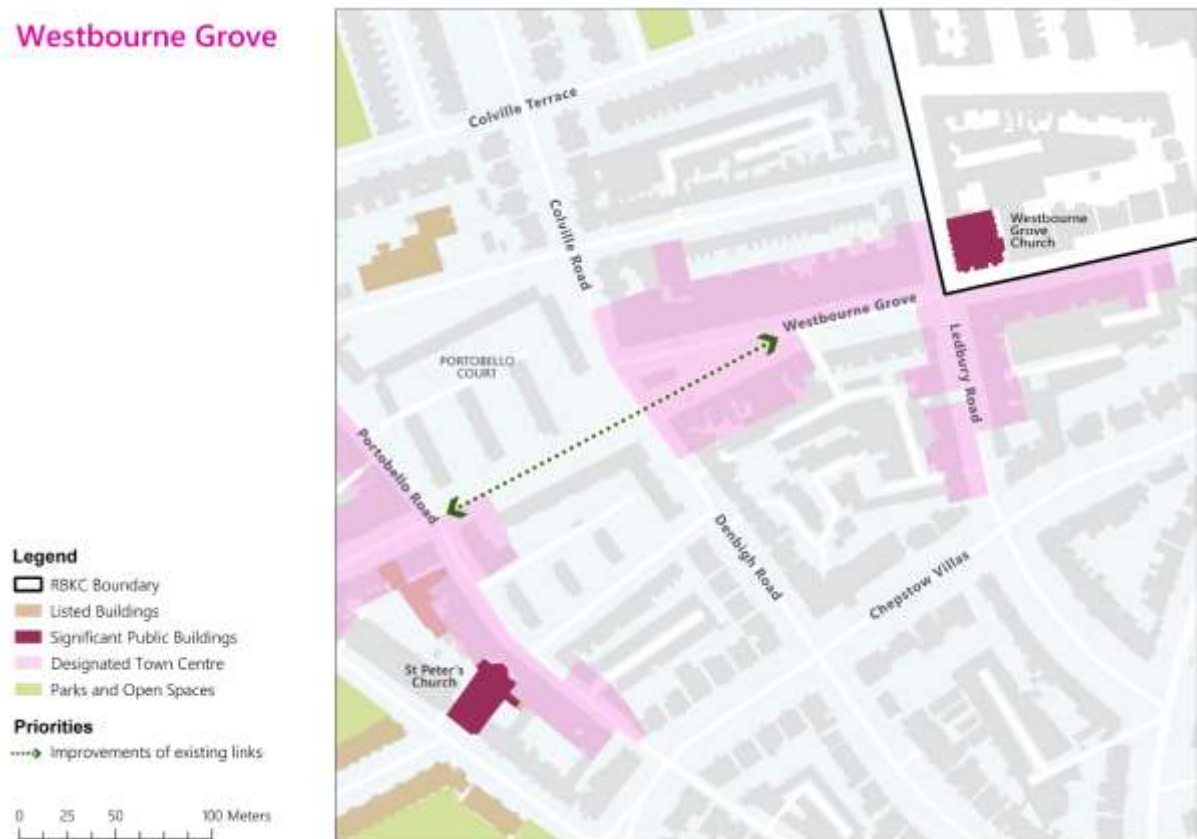 Westbourne Grove
Colville Terrace
Colville Road
Westbourne
Grove
Church
Westbourne Grove
Ledbury Road
PORTOBELLO
COURT
Portobello Road
Denbigh Road
Chepstow Villas
St Peter's
Church
Legend
RBKC Boundary
Listed Buildings
Significant Public Buildings
Designated Town Centre
Parks and Open Spaces
Priorities
Improvements of existing links
0 25 50 100 Meters